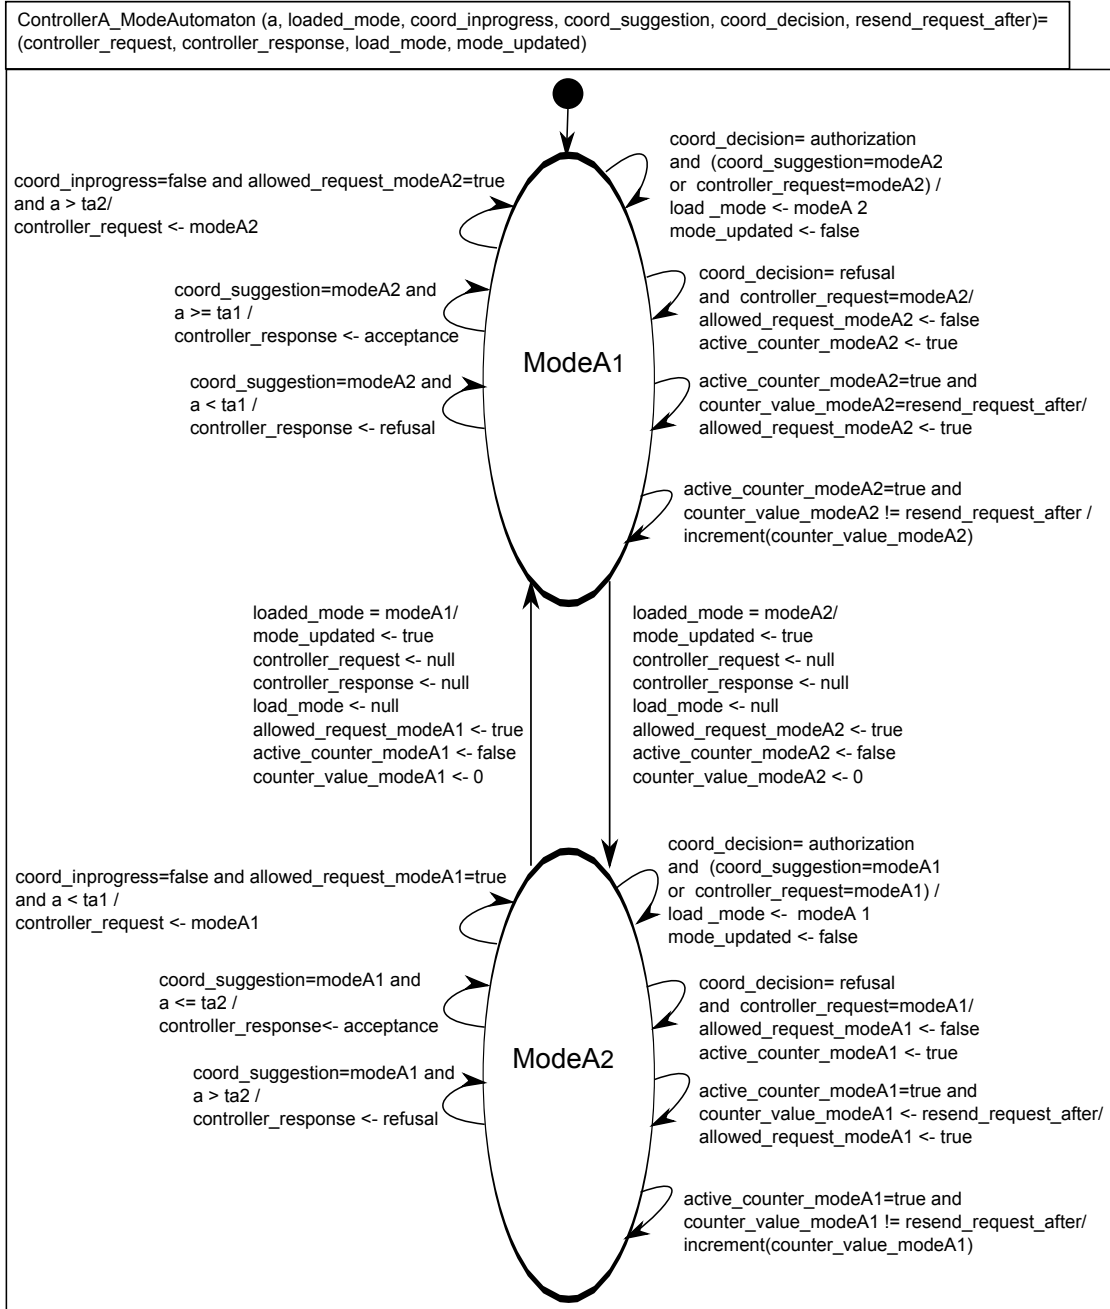 ControllerA_ModeAutomaton (a, loaded_mode, coord_inprogress, coord_suggestion, coord_decision, resend_request_after)=
(controller_request, controller_response, load_mode, mode_updated)
coord_inprogress=false and allowed_request_modeA2=true
and a > ta2/
controller_request <- modeA2
coord_suggestion=modeA2 and
a >= ta1 /
controller_response <- acceptance
coord_suggestion=modeA2 and
a < ta1 /
controller_response <- refusal
ModeA1
coord_decision= authorization
and (coord_suggestion=modeA2
or controller_request=modeA2) /
load _mode <- modeA 2
mode_updated <- false
coord_decision= refusal
and controller_request=modeA2/
allowed_request_modeA2 <- false
active_counter_modeA2 <- true
active_counter_modeA2=true and
counter_value_modeA2=resend_request_after/
allowed_request_modeA2 <- true
active_counter_modeA2=true and
counter_value_modeA2 != resend_request_after /
increment(counter_value_modeA2)
loaded_mode = modeA1/
mode_updated <- true
controller_request <- null
controller_response <- null
load_mode <- null
allowed_request_modeA1 <- true
active_counter_modeA1 <- false
counter_value_modeA1 <- 0
loaded_mode = modeA2/
mode_updated <- true
controller_request <- null
controller_response <- null
load_mode <- null
allowed_request_modeA2 <- true
active_counter_modeA2 <- false
counter_value_modeA2 <- 0
coord_inprogress=false and allowed_request_modeA1=true
and a < ta1 /
controller_request <- modeA1
coord_suggestion=modeA1 and
a <= ta2 /
controller_response<- acceptance
coord_suggestion=modeA1 and
a > ta2 /
controller_response <- refusal
ModeA2
coord_decision= authorization
and (coord_suggestion=modeA1
or controller_request=modeA1) /
load _mode <- modeA 1
mode_updated <- false
coord_decision= refusal
and controller_request=modeA1/
allowed_request_modeA1 <- false
active_counter_modeA1 <- true
active_counter_modeA1=true and
counter_value_modeA1 <- resend_request_after/
allowed_request_modeA1 <- true
active_counter_modeA1=true and
counter_value_modeA1 != resend_request_after/
increment(counter_value_modeA1)